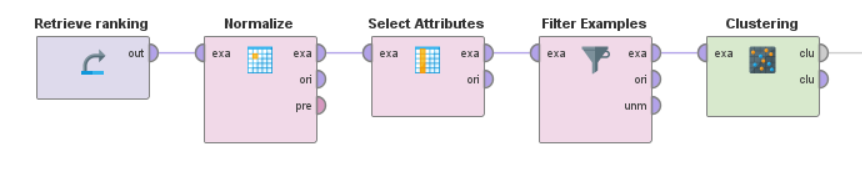 Retrieve ranking
Normalize
Select Attributes
Filter Examples
Clustering
out
exa
exa
exa
exa
exa
exa
exa
clu
ori
ori
ori
clu
pre
unm